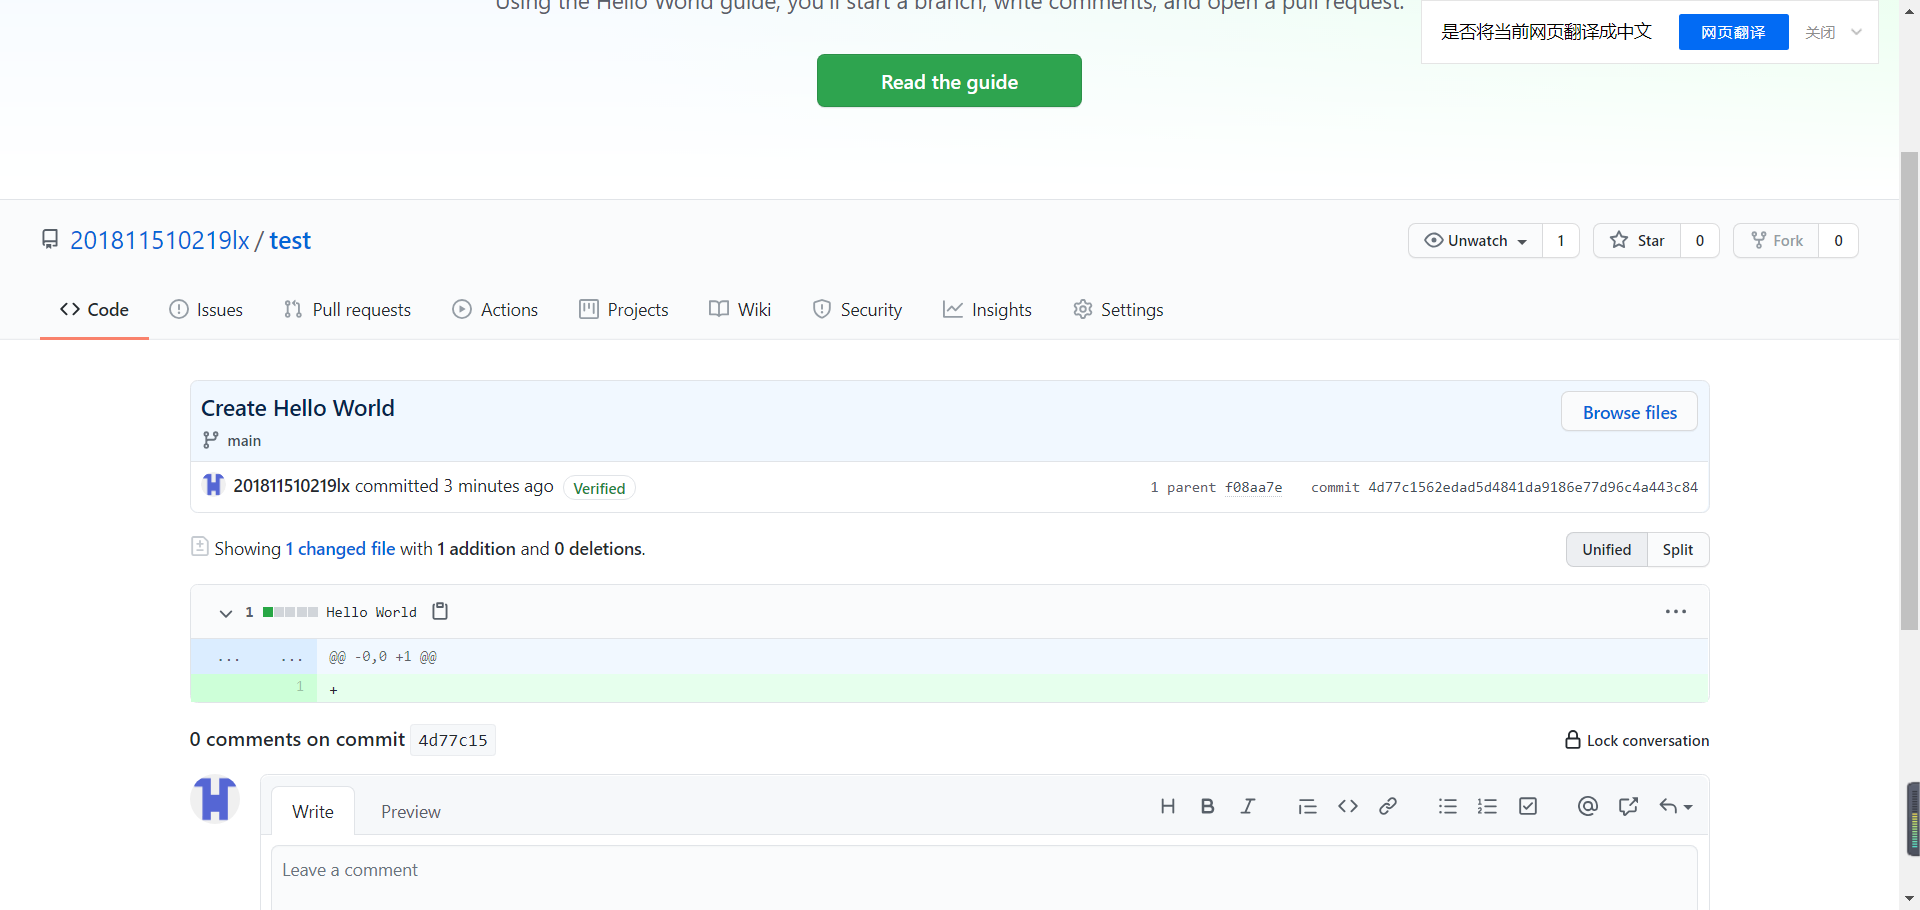 Using the Hello World guide, you'll start a branch, write comments, and open a pull request.
是否将当前网页翻译成中文 网页翻译 关闭
Read the guide
201811510219lx / test
Unwatch 1 Star 0 Fork 0
Code Issues Pull requests Actions Projects Wiki Security Insights Settings
Create Hello World
Browse files
main
201811510219lx committed 3 minutes ago Verified 1 parent f08aa7e commit 4d77c1562edad5d4841da9186e77d96c4a443c84
Showing 1 changed file with 1 addition and 0 deletions.
Unified Split
1 Hello World
... ... @@ -0,0 +1 @@
1 +
0 comments on commit 4d77c15
Lock conversation
Write Preview
Leave a comment